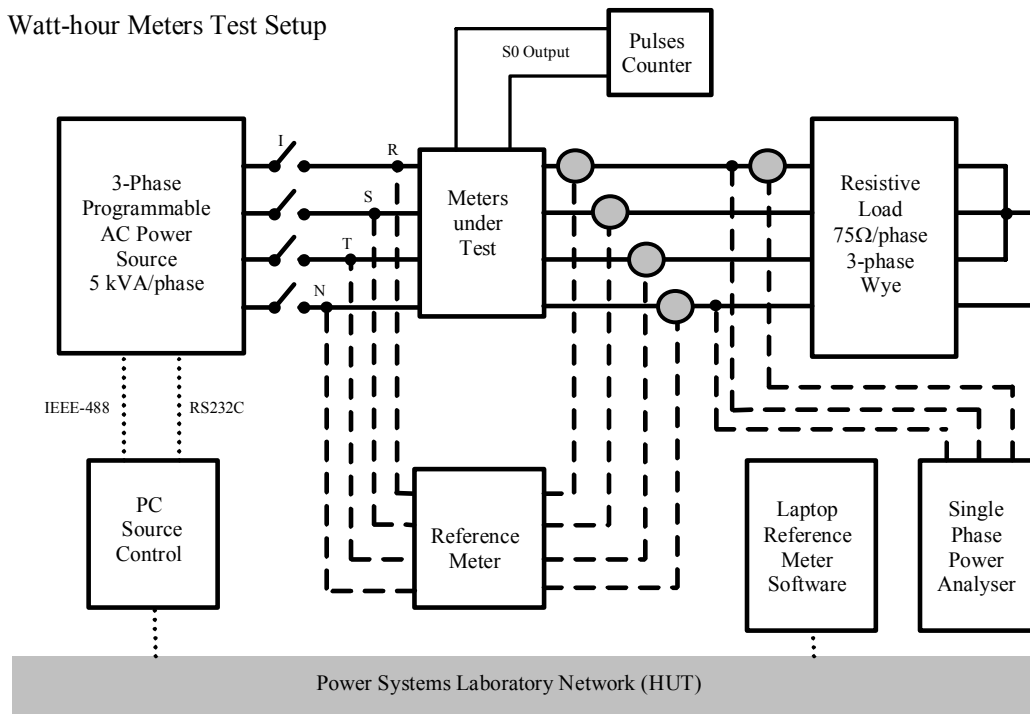 Watt-hour Meters Test Setup
S0 Output
Pulses
Counter
3-Phase
Programmable
AC Power
Source
5 kVA/phase
I
R
S
T
N
Meters
under
Test
Resistive
Load
75Ω/phase
3-phase
Wye
IEEE-488
RS232C
PC
Source
Control
Reference
Meter
Laptop
Reference
Meter
Software
Single
Phase
Power
Analyser
Power Systems Laboratory Network (HUT)